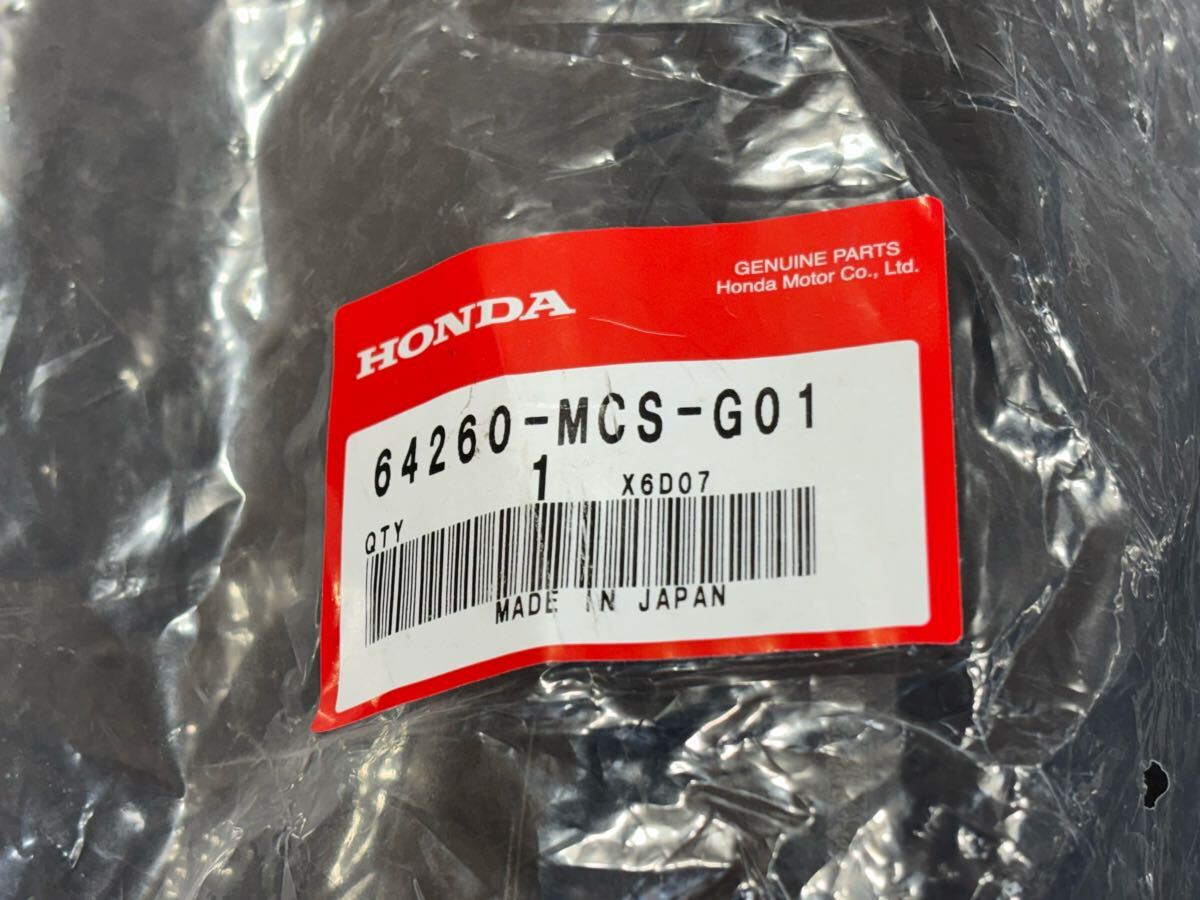 HONDA
GENUINE PARTS
Honda Motor Co., Ltd.
64260-MCS-G01
1 X6D07
QTY
MADE IN JAPAN